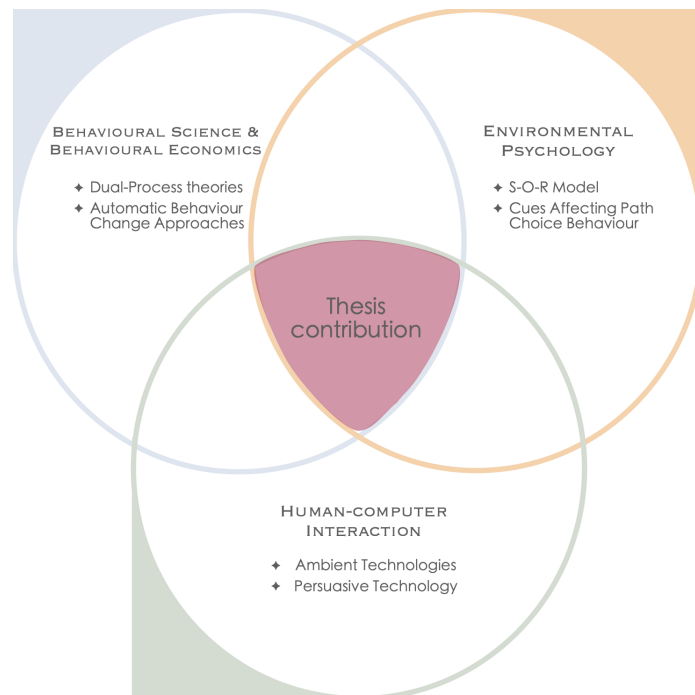 BEHAVIOURAL SCIENCE &
BEHAVIOURAL ECONOMICS
✦ Dual-Process theories
✦ Automatic Behaviour
Change Approaches
ENVIRONMENTAL
PSYCHOLOGY
✦ S-O-R Model
✦ Cues Affecting Path
Choice Behaviour
Thesis
contribution
HUMAN-COMPUTER
INTERACTION
✦ Ambient Technologies
✦ Persuasive Technology